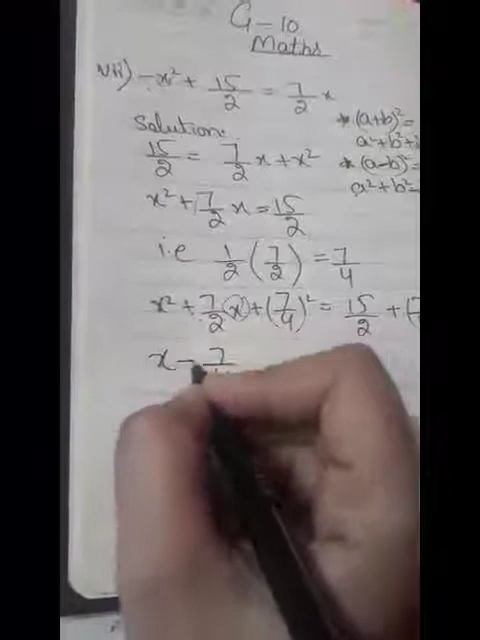 G-10
Maths
vii) -x² + 15/2 = 7/2 x
Solution:
15/2 = 7/2 x + x²
x² + 7/2 x = 15/2
i.e 1/2 (7/2) = 7/4
x² + 7/2 (x) + (7/4)² = 15/2 + (7
x - 7
* (a+b)² =
a² + b² +
* (a-b)² =
a² + b² -